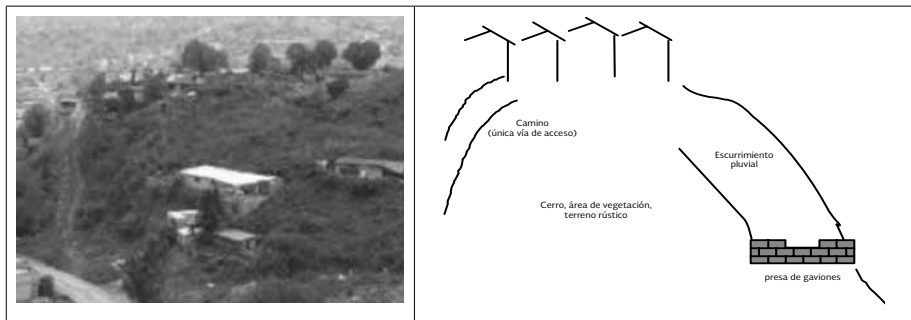 Camino
(única vía de acceso)
Escurrimiento
pluvial
Cerro, área de vegetación,
terreno rústico
presa de gaviones